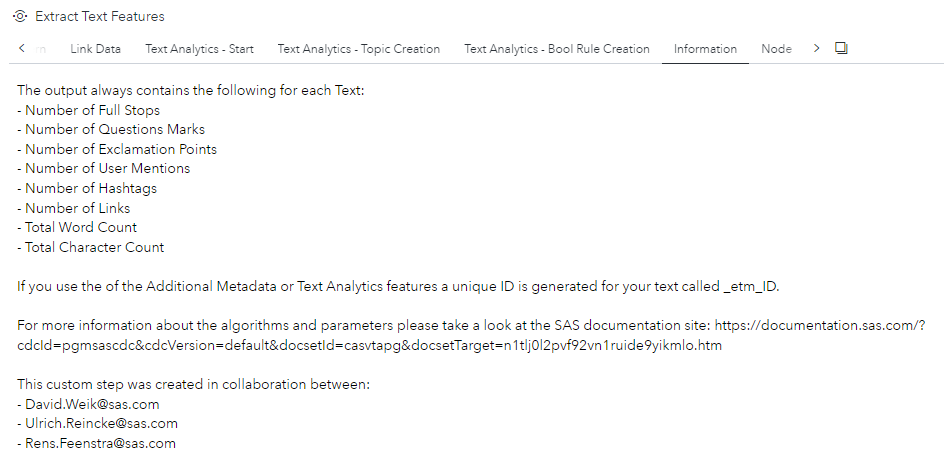 Extract Text Features
Link Data Text Analytics - Start Text Analytics - Topic Creation Text Analytics - Bool Rule Creation Information Node
The output always contains the following for each Text:
- Number of Full Stops
- Number of Questions Marks
- Number of Exclamation Points
- Number of User Mentions
- Number of Hashtags
- Number of Links
- Total Word Count
- Total Character Count
If you use the of the Additional Metadata or Text Analytics features a unique ID is generated for your text called _etm_ID.
For more information about the algorithms and parameters please take a look at the SAS documentation site: https://documentation.sas.com/?
cdcId=pgmsascdc&cdcVersion=default&docsetId=casvtapg&docsetTarget=n1tlj0l2pvf92vn1ruide9yikmlo.htm
This custom step was created in collaboration between:
- David.Weik@sas.com
- Ulrich.Reincke@sas.com
- Rens.Feenstra@sas.com